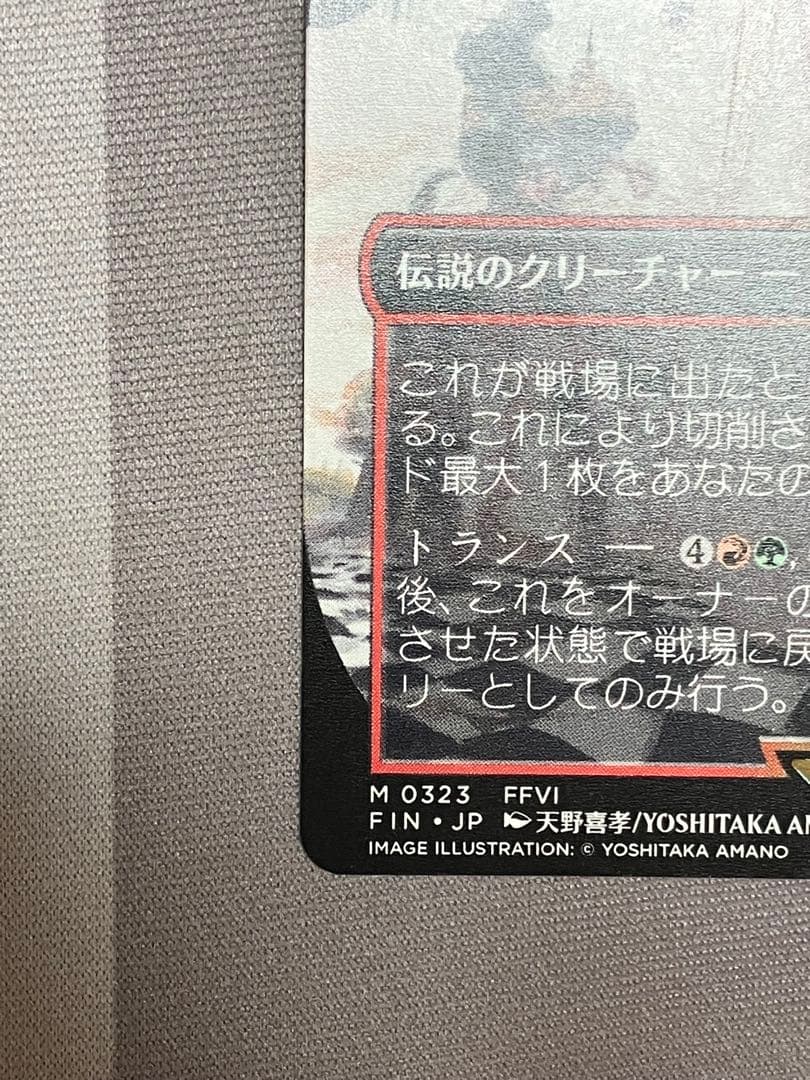 伝説のクリーチャー ―
これが戦場に出たと
る。これにより切削さ
ド最大1枚をあなたの
トランス ― 4
後、これをオーナーの
させた状態で戦場に戻
リーとしてのみ行う。
M 0323 FFVI
FIN • JP 天野喜孝/YOSHITAKA
IMAGE ILLUSTRATION: © YOSHITAKA AMANO